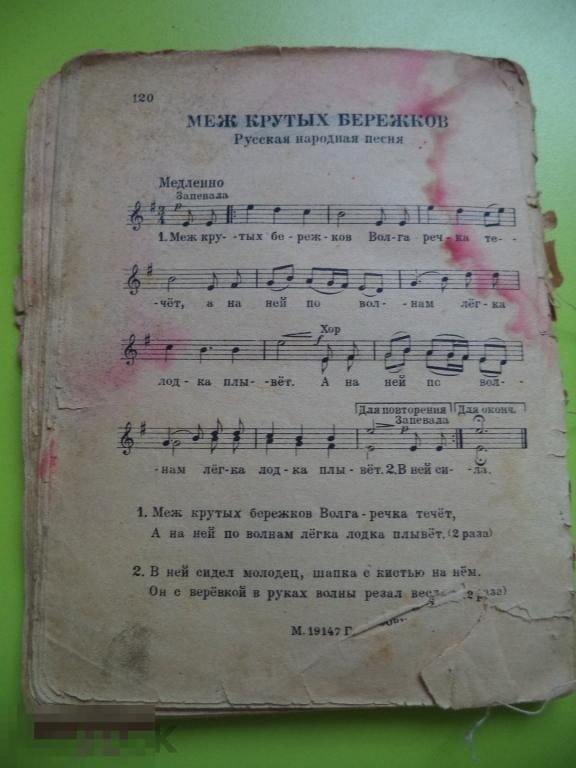 120
МЕЖ КРУТЫХ БЕРЕЖКОВ
Русская народная песня
Медленно
Запевала
p
1. Меж кру- -тых бе - реж - ков Вол-га реч - ка те- -
-чёт, а на ней по вол- -нам лёг-ка
Хор
f
лод - ка плы - вёт. А на ней по вол- -
Для повторения Для оконч.
Запевала
p
-нам лёг-ка лод - ка плы - вёт. 2. В ней си- -ла.
1. Меж крутых бережков Волга - речка течёт,
А на ней по волнам лёгка лодка плывёт. (2 раза)
2. В ней сидел молодец, шапка с кистью на нём.
Он с верёвкой в руках волны резал (2 раза)
М. 19147 Г.